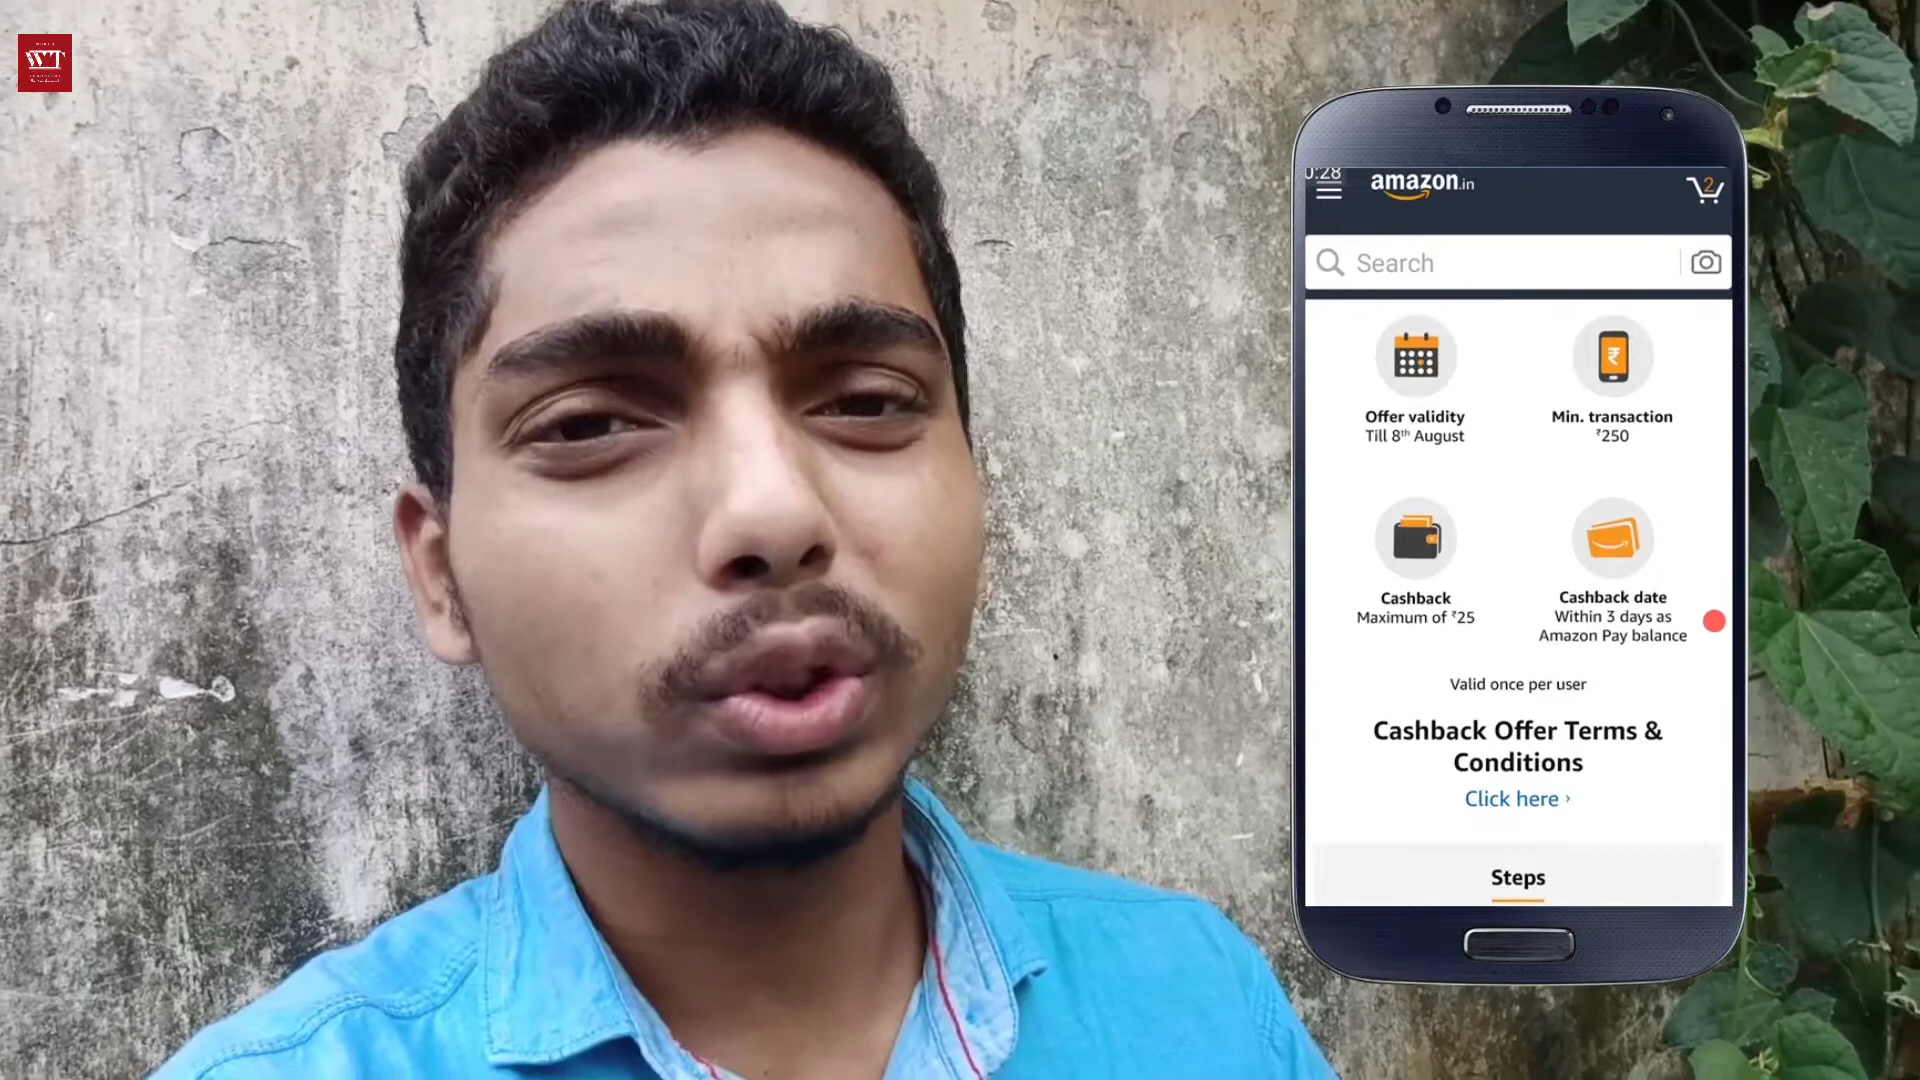 WT
0:28
amazon.in
2
Search
Offer validity
Till 8th August
Min. transaction
₹250
Cashback
Maximum of ₹25
Cashback date
Within 3 days as
Amazon Pay balance
Valid once per user
Cashback Offer Terms &
Conditions
Click here ›
Steps